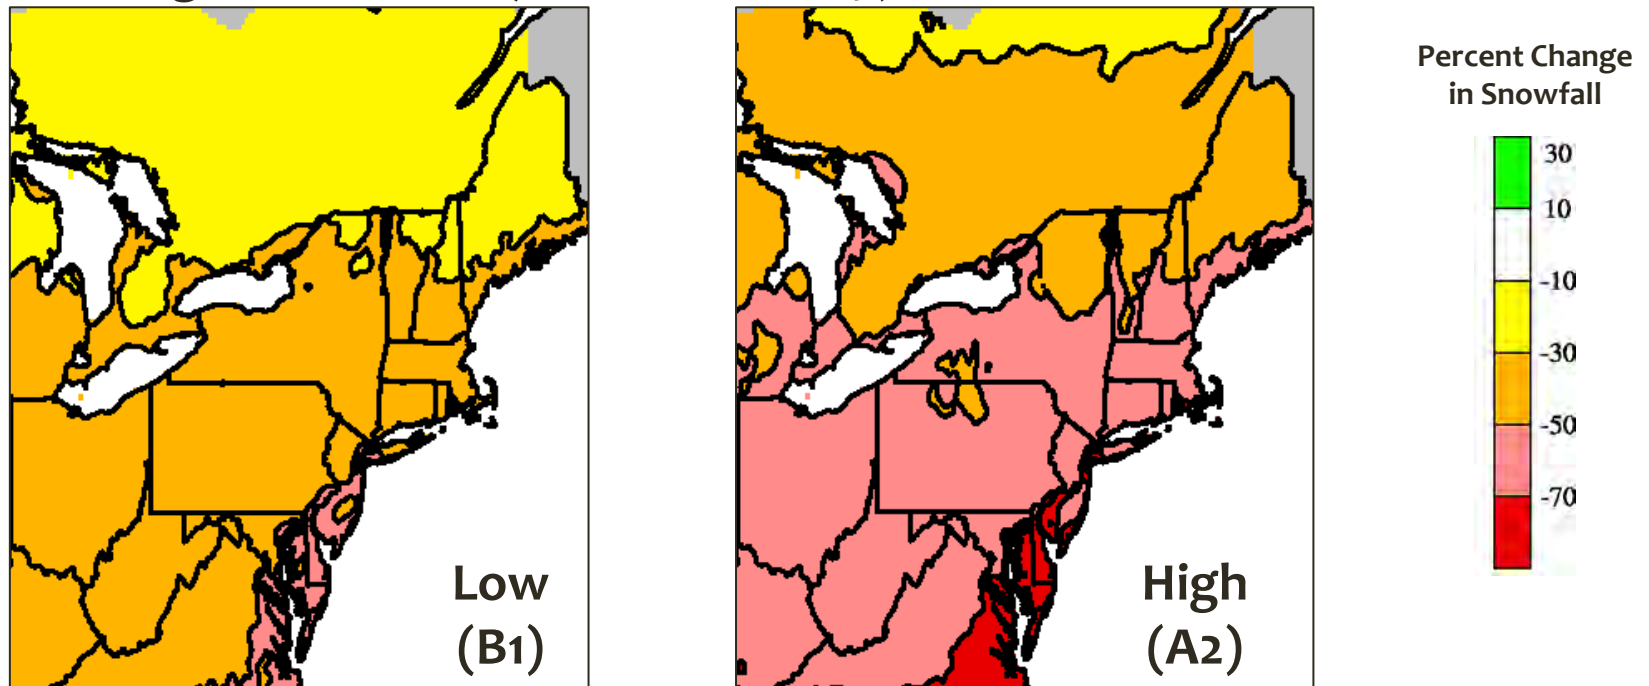 Percent Change
in Snowfall
30
10
-10
-30
-50
-70
Low
(B1)
High
(A2)